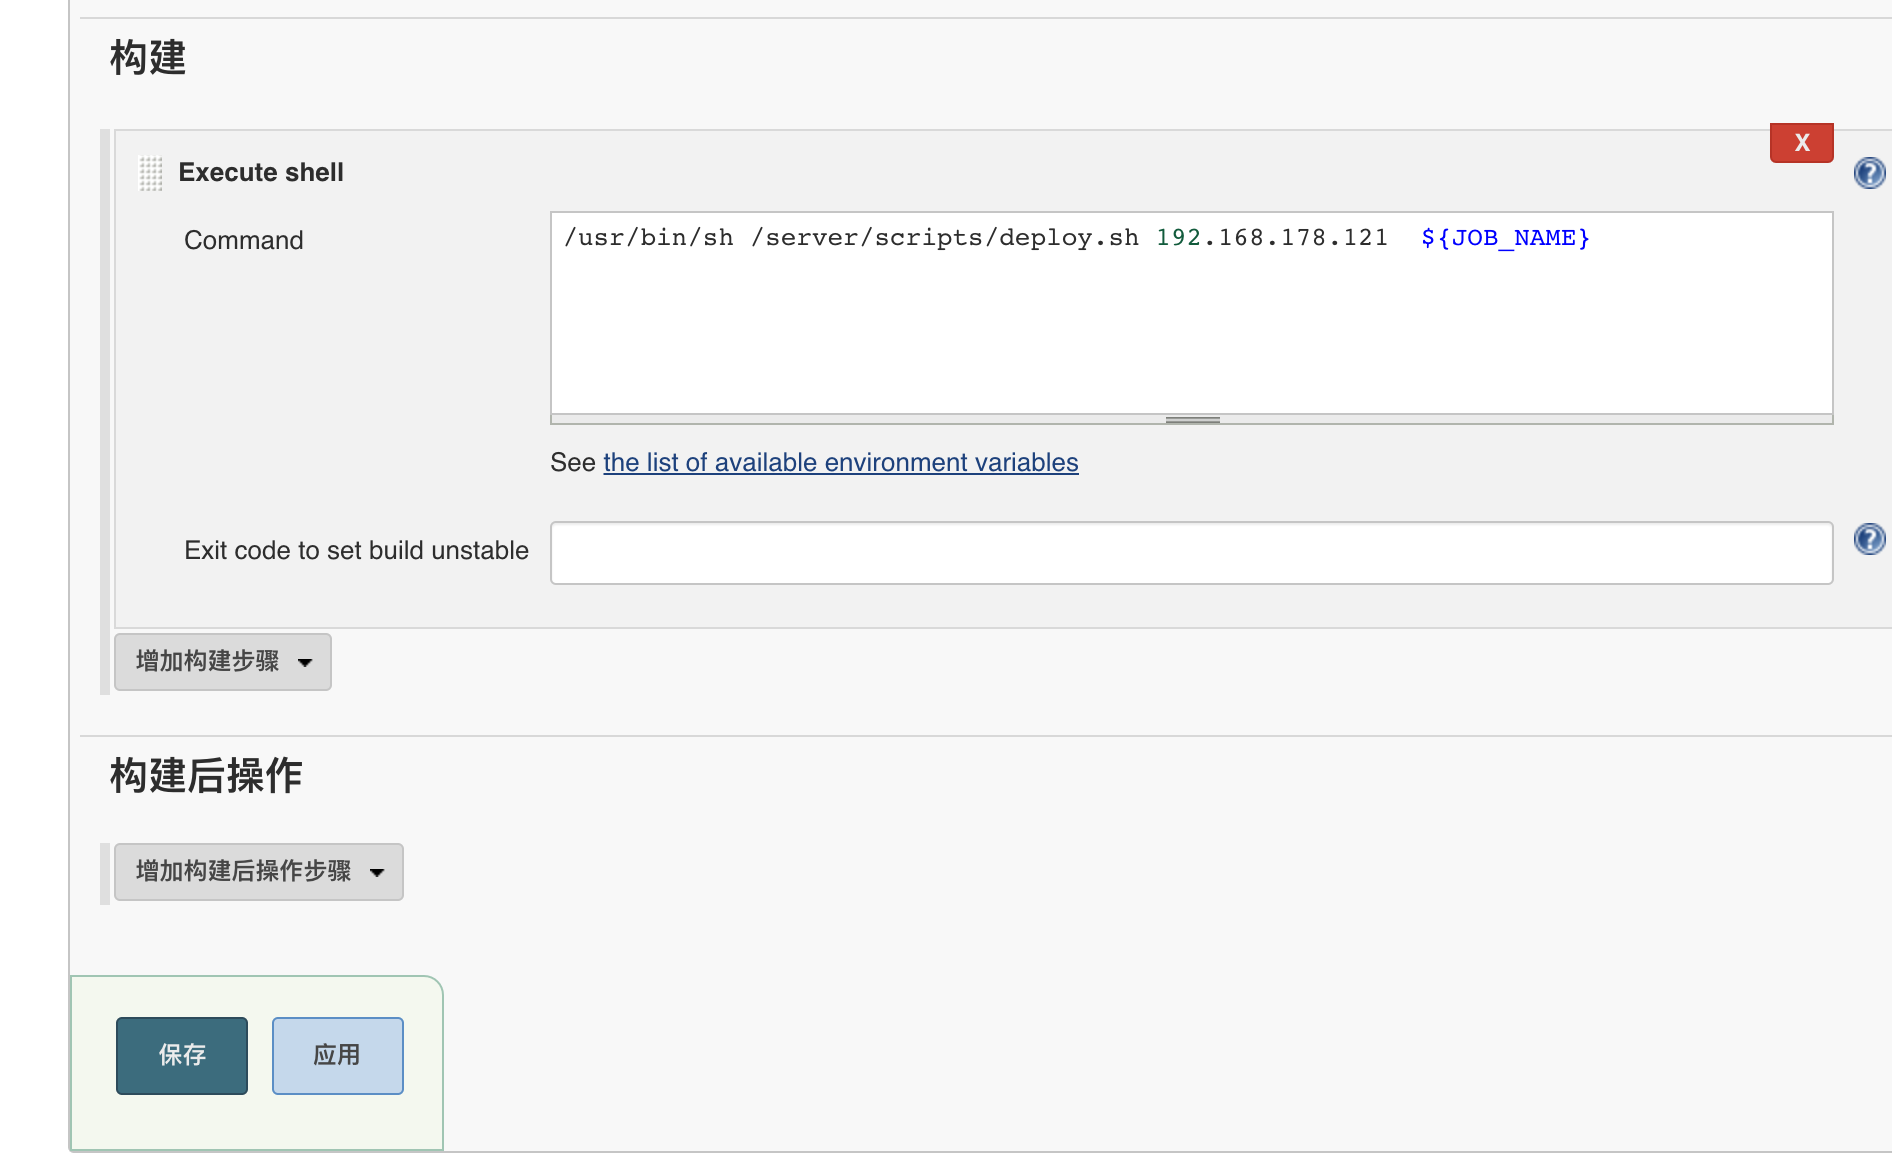 构建
X
Execute shell
?
Command
/usr/bin/sh /server/scripts/deploy.sh 192.168.178.121  ${JOB_NAME}
See the list of available environment variables
Exit code to set build unstable
?
增加构建步骤
构建后操作
增加构建后操作步骤
保存
应用